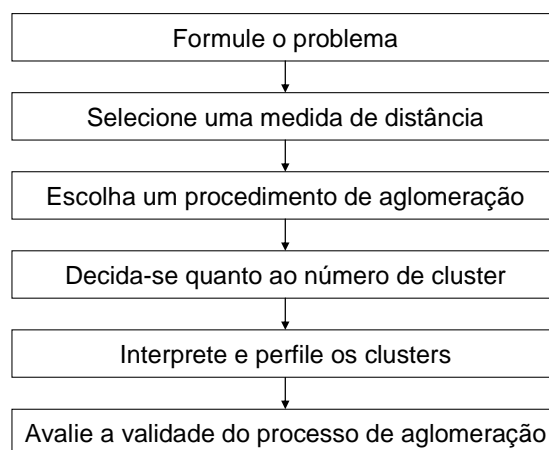 Formule o problema
Selecione uma medida de distância
Escolha um procedimento de aglomeração
Decida-se quanto ao número de cluster
Interprete e perfile os clusters
Avalie a validade do processo de aglomeração